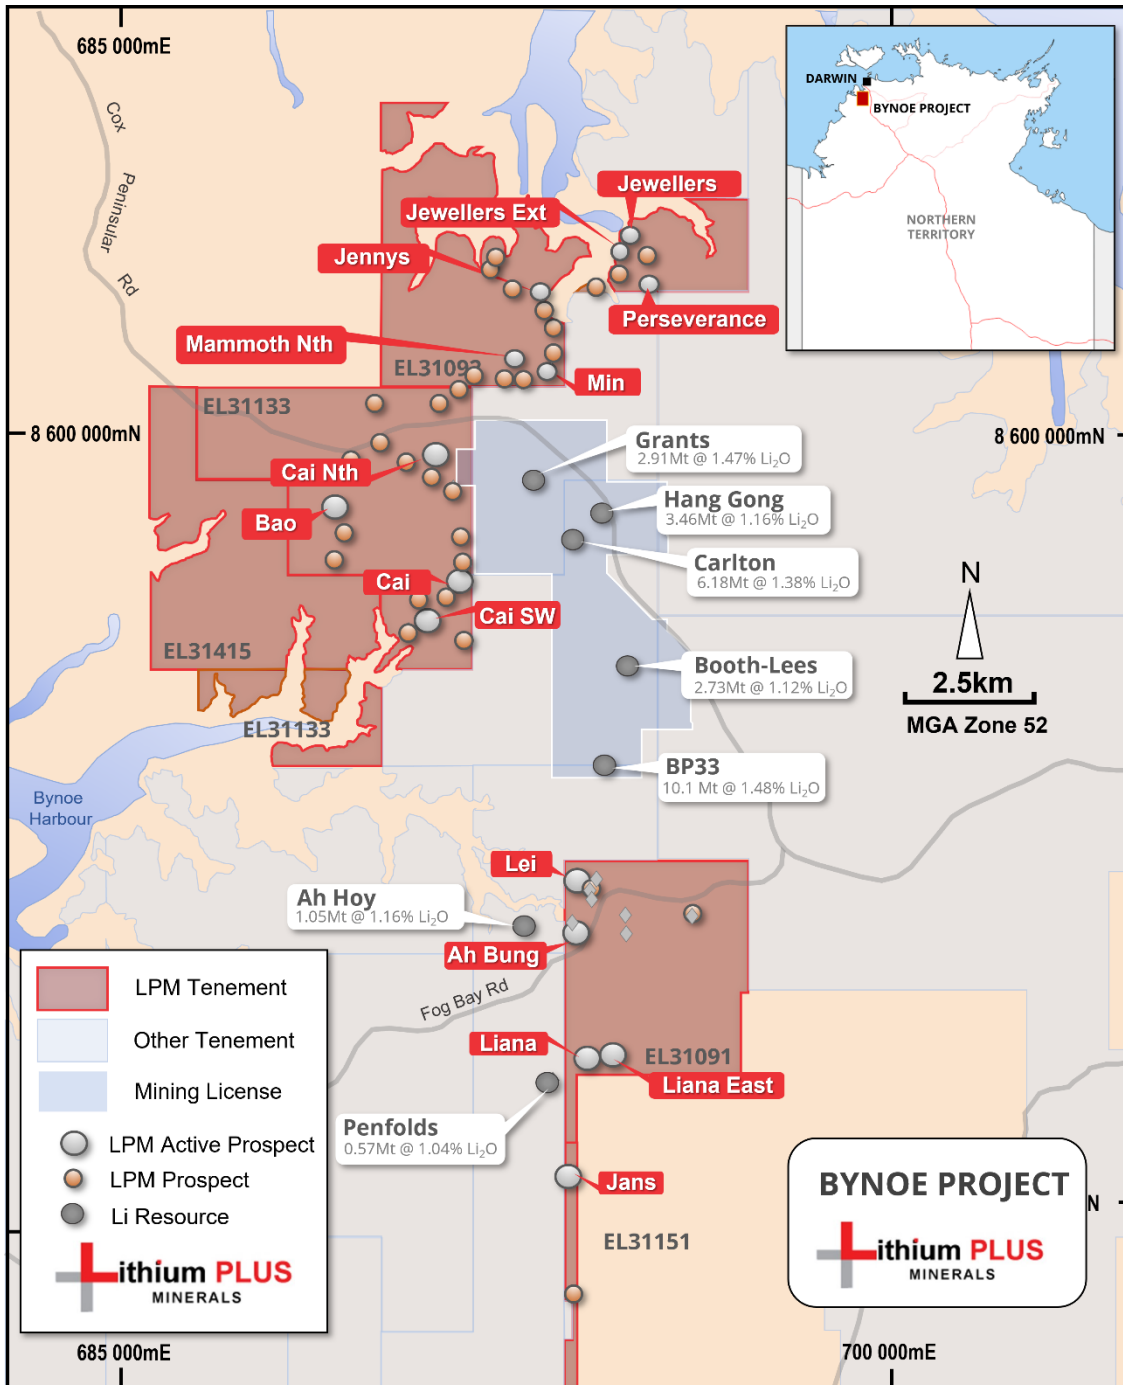 685 000mE
Cox Peninsular Rd
DARWIN
BYNOE PROJECT
NORTHERN
TERRITORY
Jewellers
Jewellers Ext
Jennys
Perseverance
Mammoth Nth
EL31093
Min
EL31133
8 600 000mN
8 600 000mN
Grants
2.91Mt @ 1.47% Li₂O
Cai Nth
Hang Gong
3.46Mt @ 1.16% Li₂O
Bao
Carlton
6.18Mt @ 1.38% Li₂O
Cai
Cai SW
N
2.5km
MGA Zone 52
EL31415
Booth-Lees
2.73Mt @ 1.12% Li₂O
EL31133
BP33
10.1 Mt @ 1.48% Li₂O
Bynoe
Harbour
Lei
Ah Hoy
1.05Mt @ 1.16% Li₂O
Ah Bung
Fog Bay Rd
Liana
EL31091
Liana East
Penfolds
0.57Mt @ 1.04% Li₂O
Jans
EL31151
LPM Tenement
Other Tenement
Mining License
LPM Active Prospect
LPM Prospect
Li Resource
Lithium PLUS
MINERALS
BYNOE PROJECT
Lithium PLUS
MINERALS
N
685 000mE
700 000mE